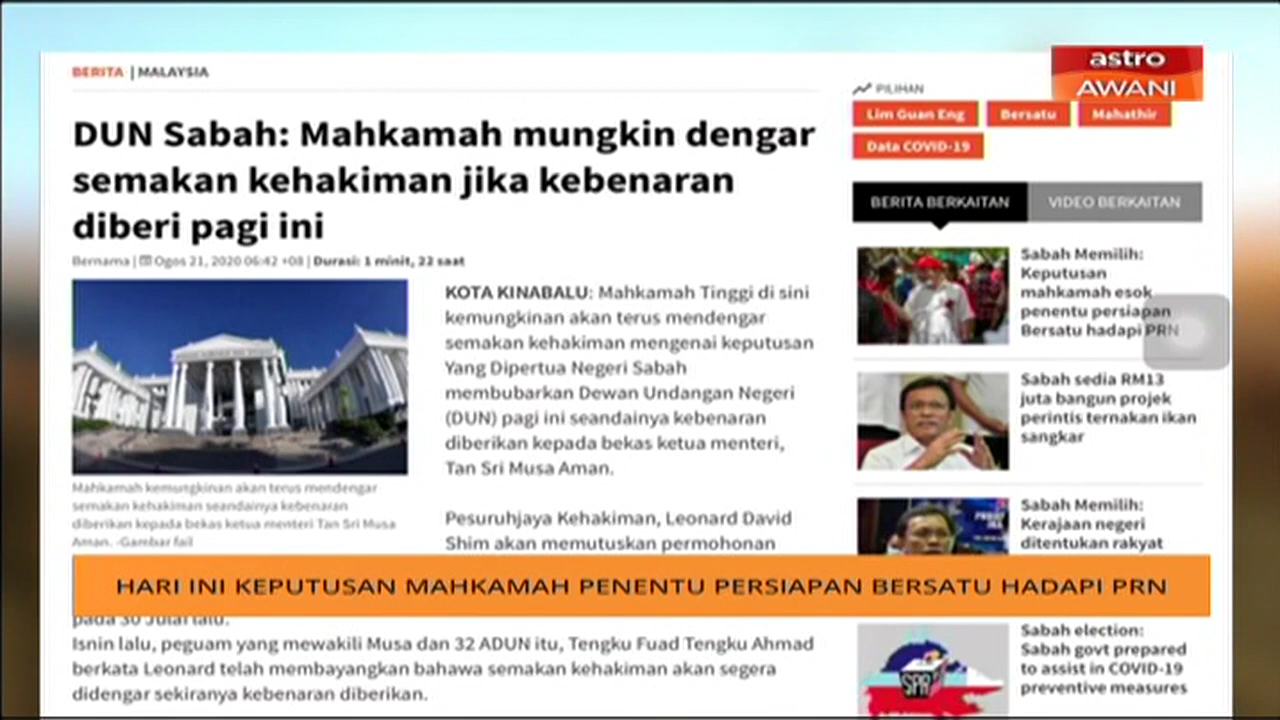 astro
AWANI
BERITA | MALAYSIA
DUN Sabah: Mahkamah mungkin dengar
semakan kehakiman jika kebenaran
diberi pagi ini
Bernama | Ogos 21, 2020 06:42 +08 | Durasi: 1 minit, 22 saat
KOTA KINABALU: Mahkamah Tinggi di sini
kemungkinan akan terus mendengar
semakan kehakiman mengenai keputusan
Yang Dipertua Negeri Sabah
membubarkan Dewan Undangan Negeri
(DUN) pagi ini seandainya kebenaran
diberikan kepada bekas ketua menteri,
Tan Sri Musa Aman.
Mahkamah kemungkinan akan terus mendengar
semakan kehakiman seandainya kebenaran
diberikan kepada bekas ketua menteri Tan Sri Musa
Aman. -Gambar fail
Pesuruhjaya Kehakiman, Leonard David
Shim akan memutuskan permohonan
HARI INI KEPUTUSAN MAHKAMAH PENENTU PERSIAPAN BERSATU HADAPI PRN
pada 30 Julai lalu.
Isnin lalu, peguam yang mewakili Musa dan 32 ADUN itu, Tengku Fuad Tengku Ahmad
berkata Leonard telah membayangkan bahawa semakan kehakiman akan segera
didengar sekiranya kebenaran diberikan.
PILIHAN
Lim Guan Eng Bersatu Mahathir
Data COVID-19
BERITA BERKAITAN VIDEO BERKAITAN
Sabah Memilih:
Keputusan
mahkamah esok
penentu persiapan
Bersatu hadapi PRN
Sabah sedia RM13
juta bangun projek
perintis ternakan ikan
sangkar
Sabah Memilih:
Kerajaan negeri
ditentukan rakyat
Sabah election:
Sabah govt prepared
to assist in COVID-19
preventive measures
SPR